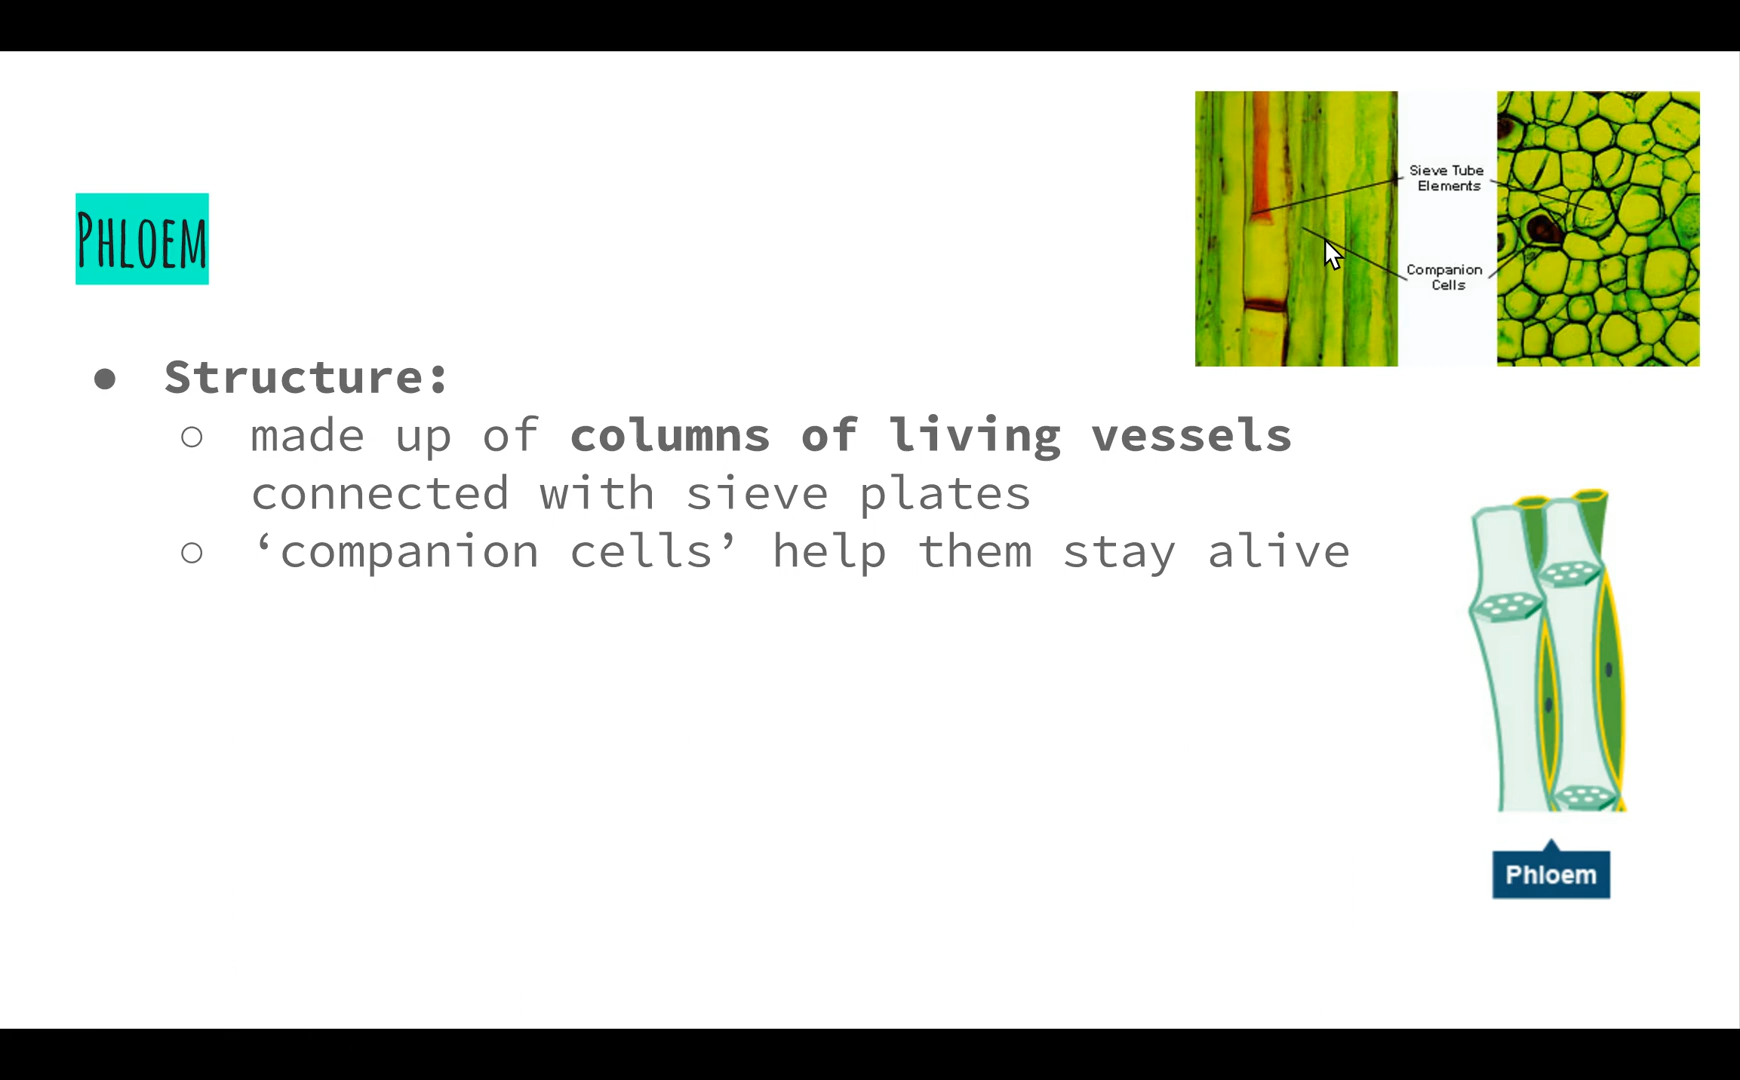 Phloem
● Structure:
○ made up of columns of living vessels
connected with sieve plates
○ ‘companion cells’ help them stay alive
Sieve Tube
Elements
Companion
Cells
Phloem